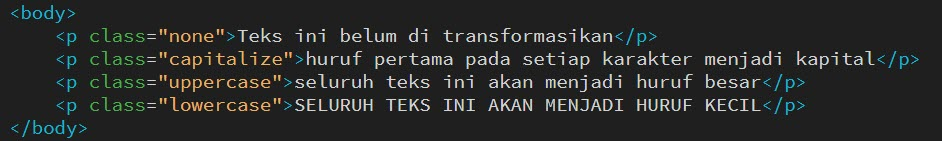 <body>
    <p class="none">Teks ini belum di transformasikan</p>
    <p class="capitalize">huruf pertama pada setiap karakter menjadi kapital</p>
    <p class="uppercase">seluruh teks ini akan menjadi huruf besar</p>
    <p class="lowercase">SELURUH TEKS INI AKAN MENJADI HURUF KECIL</p>
</body>